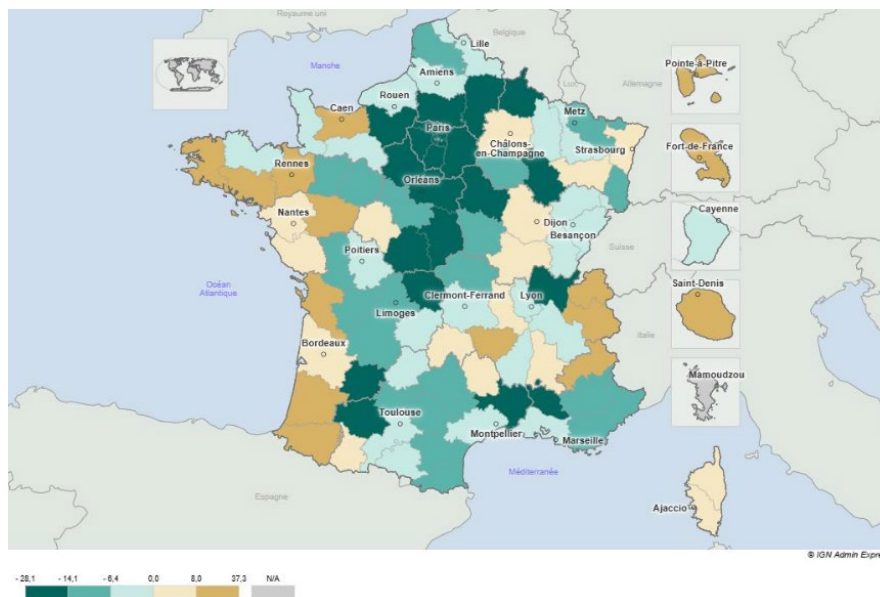 Royaume uni
Belgique
Lille
Pointe-à-Pitre
Manche
Amiens
Lux.
Allemagne
Rouen
Caen
Metz
Paris
Châlons-
en-Champagne
Strasbourg
Fort-de-France
Rennes
Orléans
Nantes
Dijon
Besançon
Cayenne
Poitiers
Suisse
Océan
Atlantique
Clermont-Ferrand
Lyon
Saint-Denis
Limoges
Italie
Bordeaux
Mamoudzou
Toulouse
Montpellier
Marseille
Méditerranée
Espagne
Ajaccio
© IGN Admin Expre
- 28,1
- 14,1
- 6,4
0,0
8,0
37,3
N/A